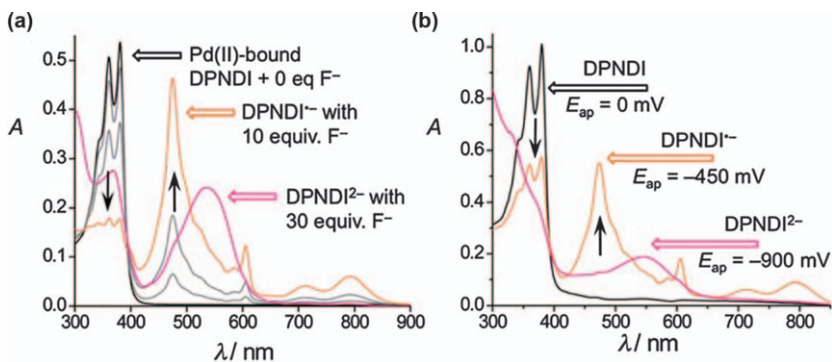 (a)
A
0.5
0.4
0.3
0.2
0.1
0.0
300 400 500 600 700 800 900
λ/ nm
Pd(II)-bound
DPNDI + 0 eq F⁻
DPNDI•⁻ with
10 equiv. F⁻
DPNDI²⁻ with
30 equiv. F⁻
(b)
A
1.0
0.8
0.6
0.4
0.2
0.0
300 400 500 600 700 800
λ/ nm
DPNDI
Eap = 0 mV
DPNDI•⁻
Eap = –450 mV
DPNDI²⁻
Eap = –900 mV